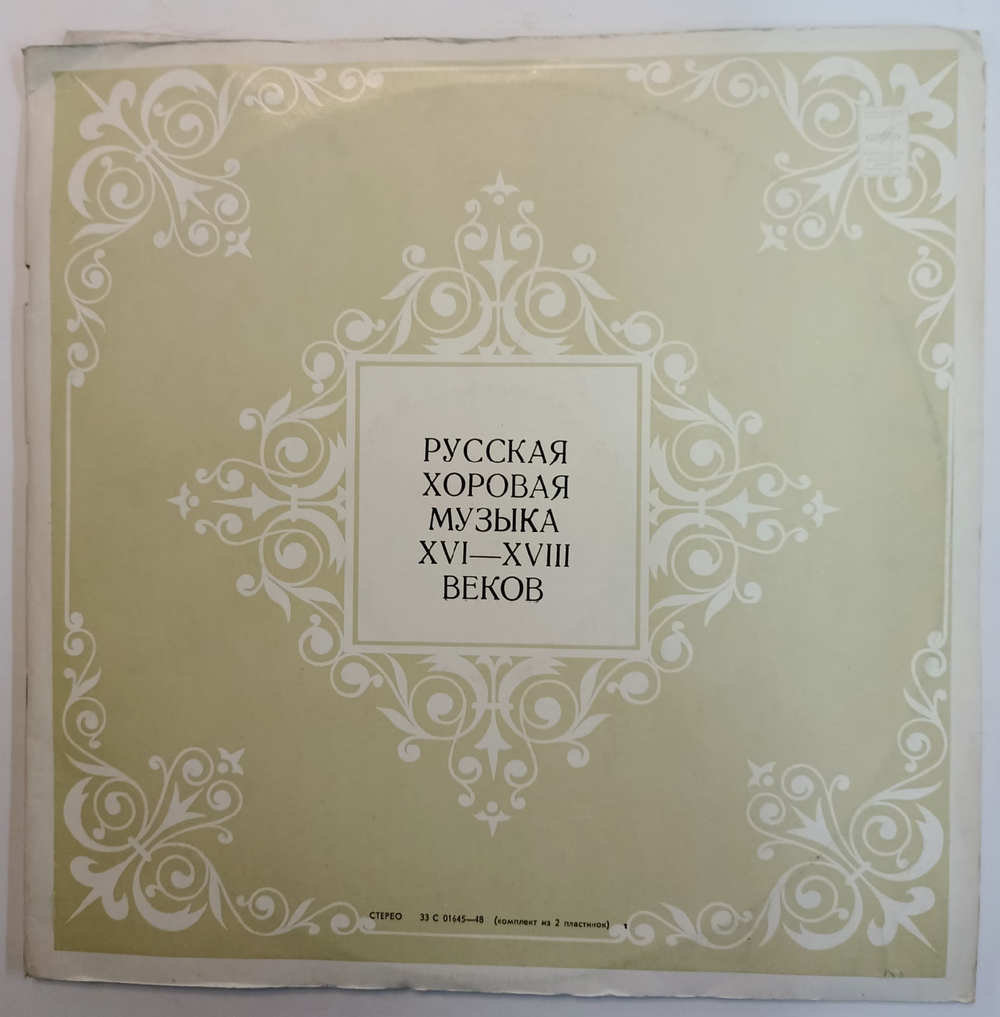 РУССКАЯ
ХОРОВАЯ
МУЗЫКА
XVI—XVIII
ВЕКОВ
СТЕРЕО 33 С 01645—48 (комплект из 2 пластинок)